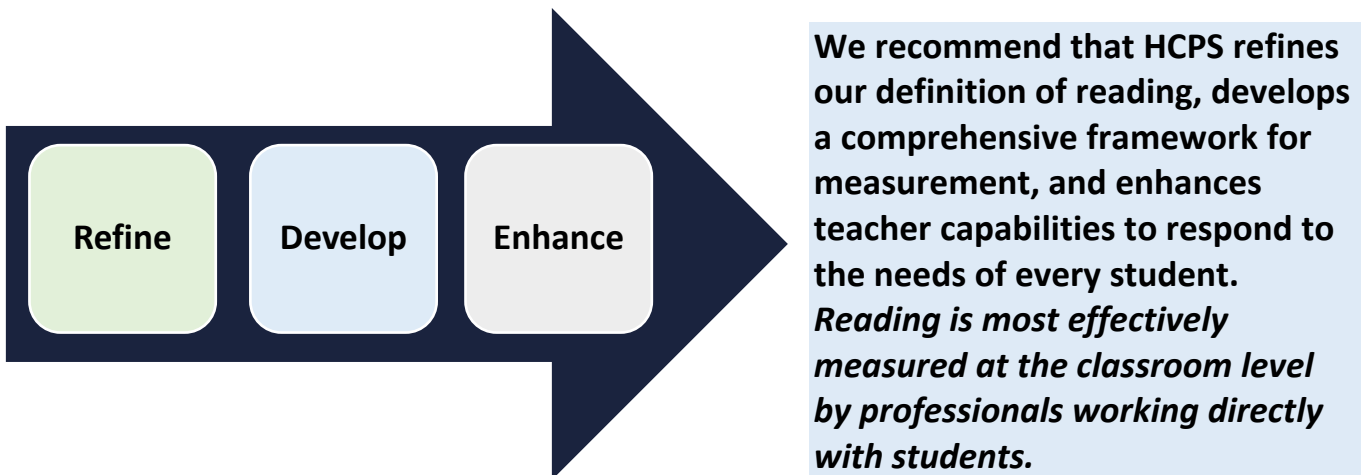 Refine
Develop
Enhance
We recommend that HCPS refines
our definition of reading, develops
a comprehensive framework for
measurement, and enhances
teacher capabilities to respond to
the needs of every student.
Reading is most effectively
measured at the classroom level
by professionals working directly
with students.